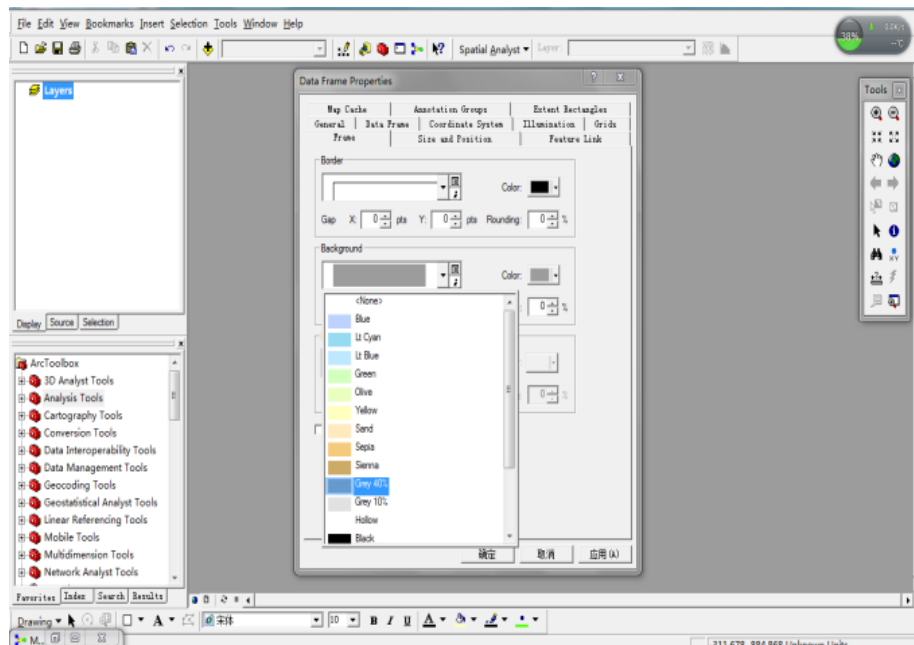 File Edit View Bookmarks Insert Selection Tools Window Help
Spatial Analyst Layer:
38%
Layers
Display Source Selection
ArcToolbox
3D Analyst Tools
Analysis Tools
Cartography Tools
Conversion Tools
Data Interoperability Tools
Data Management Tools
Geocoding Tools
Geostatistical Analyst Tools
Linear Referencing Tools
Mobile Tools
Multidimension Tools
Network Analyst Tools
Favorites Index Search Results
Data Frame Properties
Map Cache Annotation Groups Extent Rectangles
General Data Frame Coordinate System Illumination Grids
Frame Size and Position Feature Link
Border
Color:
Gap X: 0 pts Y: 0 pts Rounding: 0 %
Background
Color:
0 %
0 %
<None>
Blue
Lt Cyan
Lt Blue
Green
Olive
Yellow
Sand
Sepia
Sienna
Grey 40%
Grey 10%
Hollow
Black
确定 取消 应用(A)
Tools
Drawing A 宋体 10 B I U A
M..
311.678 -884.868 Unknown Units